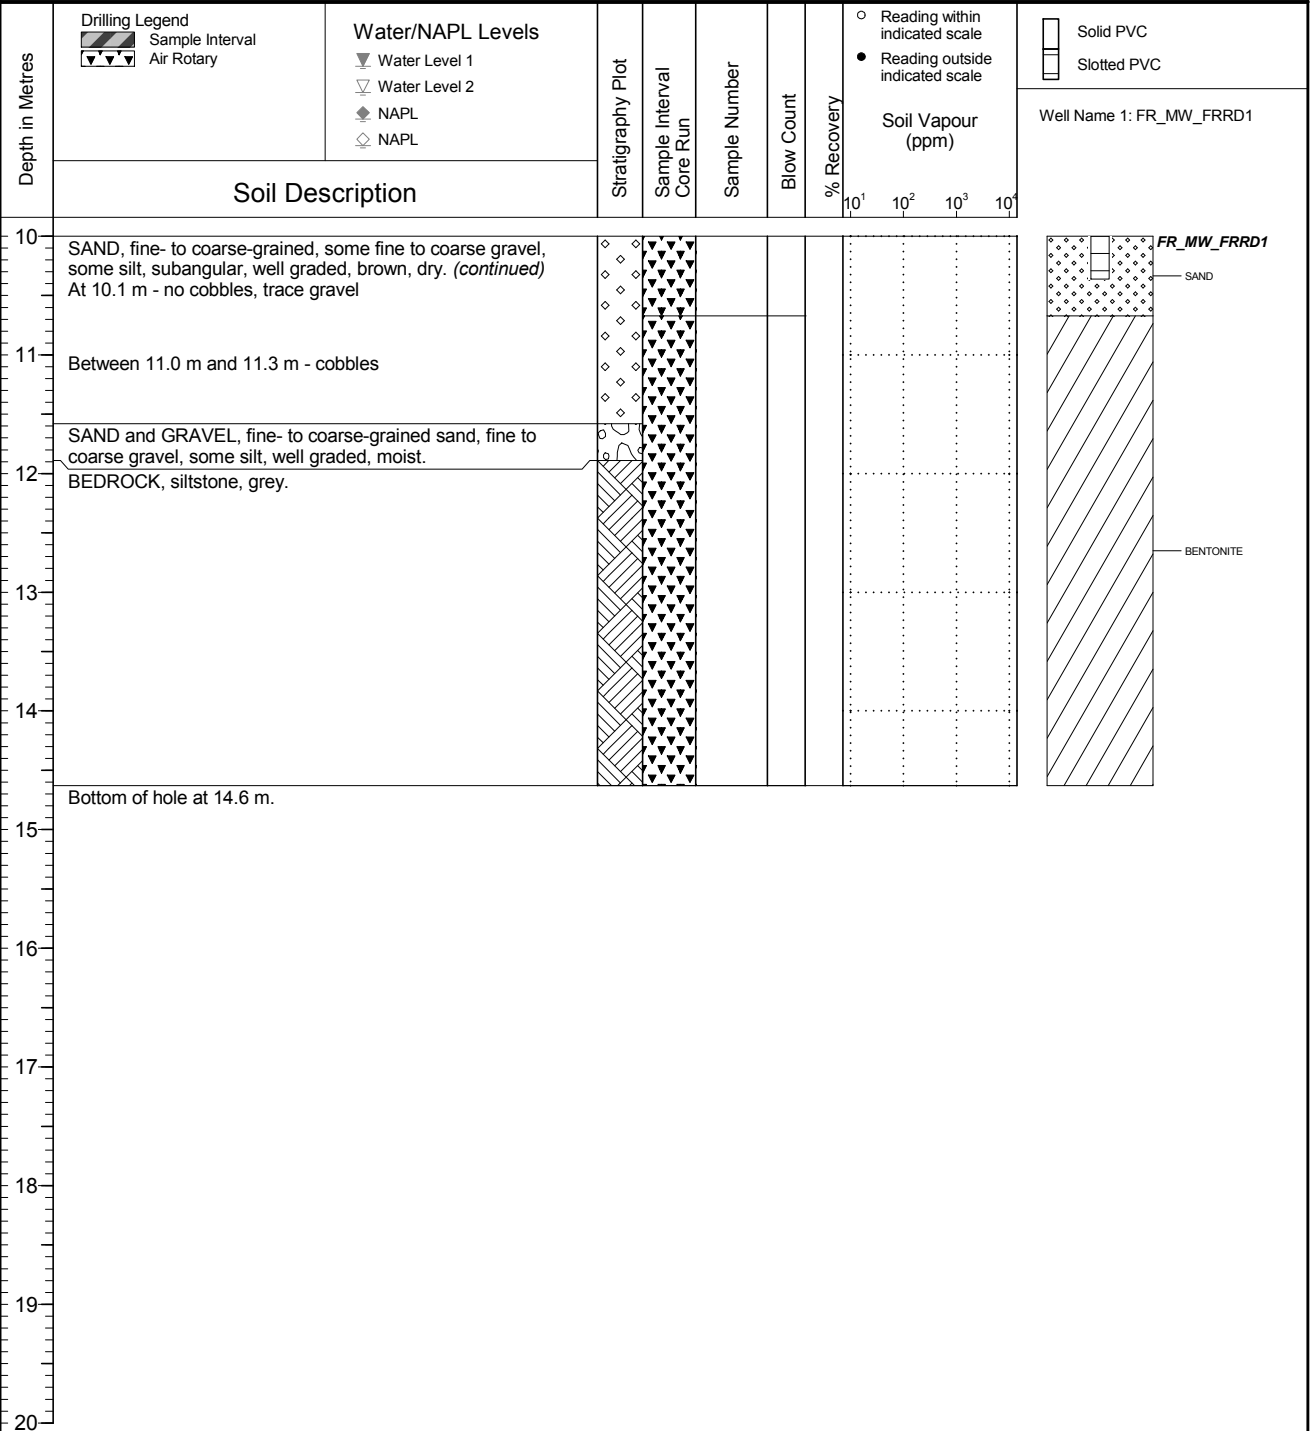 Depth in Metres
Drilling Legend
Sample Interval
Air Rotary
Water/NAPL Levels
Water Level 1
Water Level 2
NAPL
NAPL
Soil Description
Stratigraphy Plot
Sample Interval
Core Run
Sample Number
Blow Count
% Recovery
Reading within
indicated scale
Reading outside
indicated scale
Soil Vapour
(ppm)
10¹ 10² 10³ 10⁴
Solid PVC
Slotted PVC
Well Name 1: FR_MW_FRRD1
10
SAND, fine- to coarse-grained, some fine to coarse gravel,
some silt, subangular, well graded, brown, dry. (continued)
At 10.1 m - no cobbles, trace gravel
FR_MW_FRRD1
SAND
11
Between 11.0 m and 11.3 m - cobbles
SAND and GRAVEL, fine- to coarse-grained sand, fine to
coarse gravel, some silt, well graded, moist.
12
BEDROCK, siltstone, grey.
BENTONITE
13
14
Bottom of hole at 14.6 m.
15
16
17
18
19
20